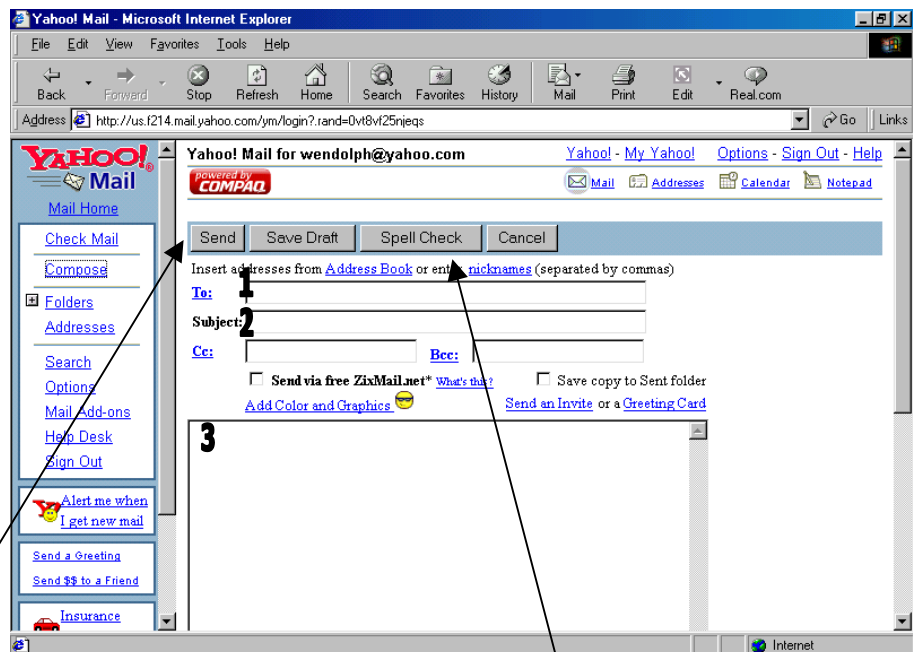 Yahoo! Mail - Microsoft Internet Explorer
File Edit View Favorites Tools Help
Back Forward Stop Refresh Home Search Favorites History Mail Print Edit Real.com
Address http://us.f214.mail.yahoo.com/ym/login?.rand=0vt8vf25njeqs Go Links
YAHOO! Mail
Mail Home
Check Mail
Compose
Folders
Addresses
Search
Options
Mail Add-ons
Help Desk
Sign Out
Alert me when
I get new mail
Send a Greeting
Send $$ to a Friend
Insurance
Yahoo! Mail for wendolph@yahoo.com Yahoo! - My Yahoo! Options - Sign Out - Help
powered by
COMPAQ Mail Addresses Calendar Notepad
Send Save Draft Spell Check Cancel
Insert addresses from Address Book or enter nicknames (separated by commas)
To: 1
Subject: 2
Cc: Bcc:
Send via free ZixMail.net* What's this? Save copy to Sent folder
Add Color and Graphics Send an Invite or a Greeting Card
3
Internet